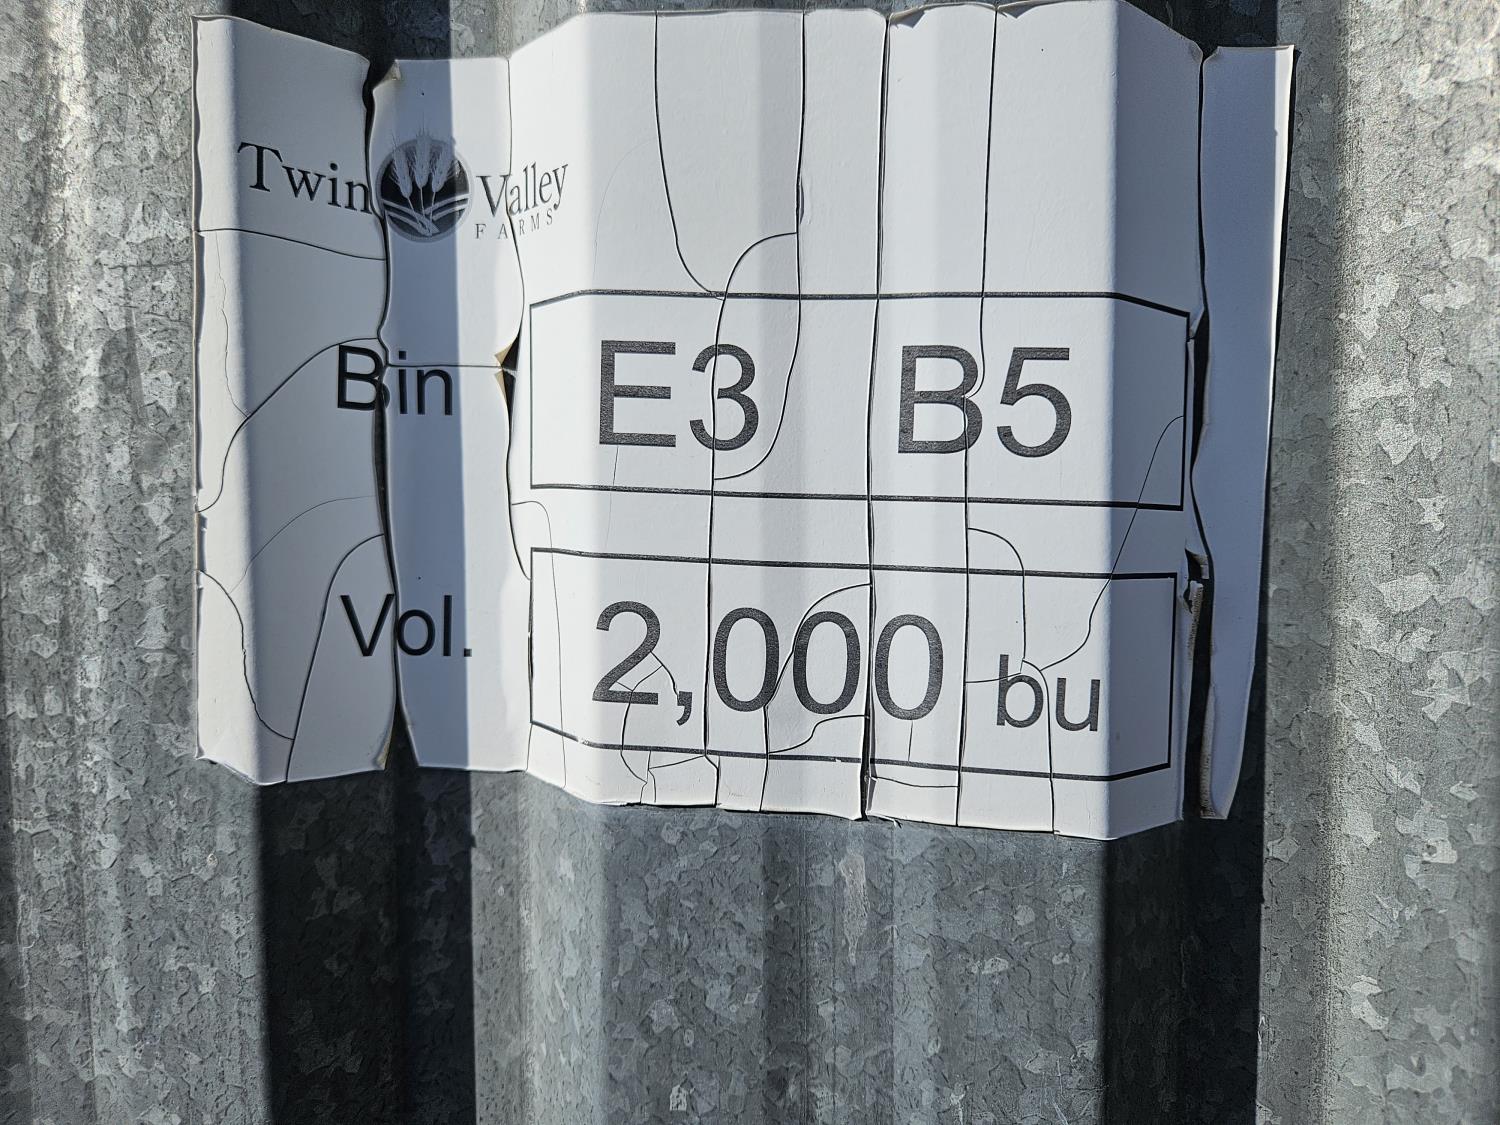 Twin Valley
FARMS
Bin E3 B5
Vol. 2,000 bu